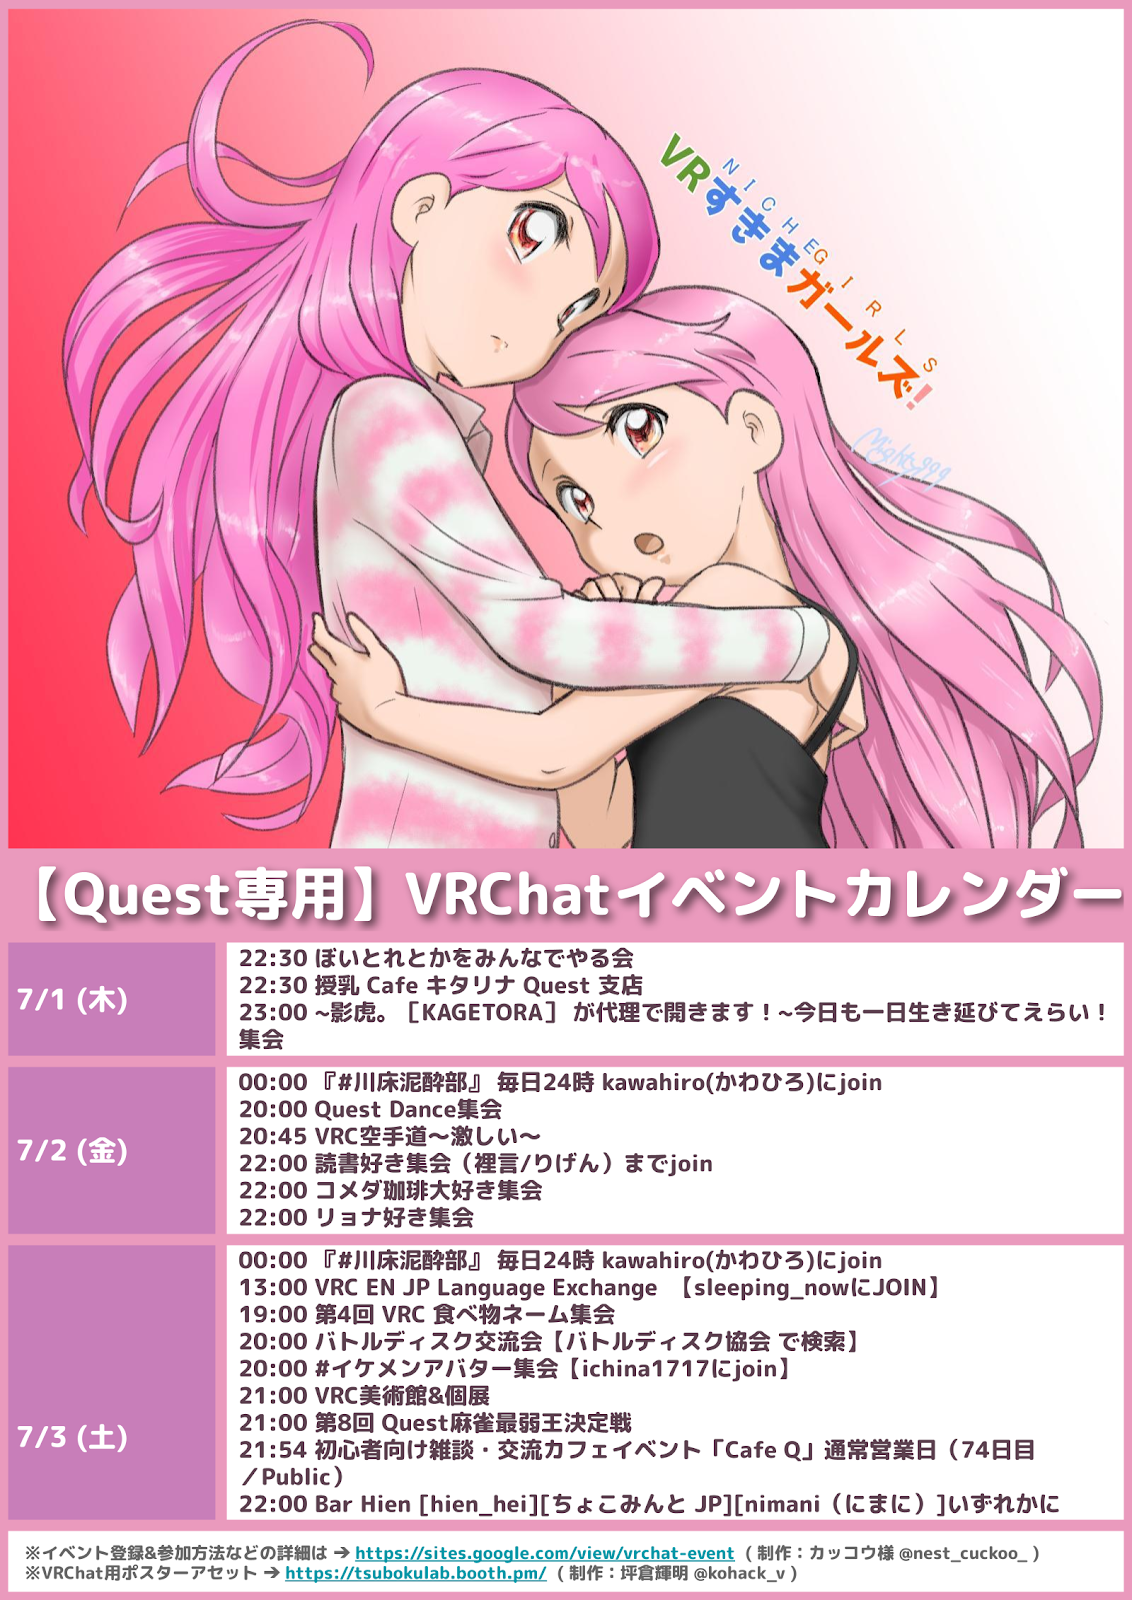 NICHE GIRLS
VRすきまガールズ!
Mighty999
【Quest専用】VRChatイベントカレンダー
7/1 (木)
22:30 ぼいとれとかをみんなでやる会
22:30 授乳 Cafe キタリナ Quest 支店
23:00 ~影虎。［KAGETORA］ が代理で開きます！~今日も一日生き延びてえらい！
集会
7/2 (金)
00:00 『#川床泥酔部』 毎日24時 kawahiro(かわひろ)にjoin
20:00 Quest Dance集会
20:45 VRC空手道〜激しい〜
22:00 読書好き集会（裡言/りげん）までjoin
22:00 コメダ珈琲大好き集会
22:00 リョナ好き集会
7/3 (土)
00:00 『#川床泥酔部』 毎日24時 kawahiro(かわひろ)にjoin
13:00 VRC EN JP Language Exchange 【sleeping_nowにJOIN】
19:00 第4回 VRC 食べ物ネーム集会
20:00 バトルディスク交流会【バトルディスク協会 で検索】
20:00 #イケメンアバター集会【ichina1717にjoin】
21:00 VRC美術館&個展
21:00 第8回 Quest麻雀最弱王決定戦
21:54 初心者向け雑談・交流カフェイベント「Cafe Q」通常営業日（74日目
／Public）
22:00 Bar Hien [hien_hei][ちょこみんと JP][nimani（にまに）]いずれかに
※イベント登録&参加方法などの詳細は → https://sites.google.com/view/vrchat-event ( 制作：カッコウ様 @nest_cuckoo_ )
※VRChat用ポスターアセット → https://tsubokulab.booth.pm/ ( 制作：坪倉輝明 @kohack_v )